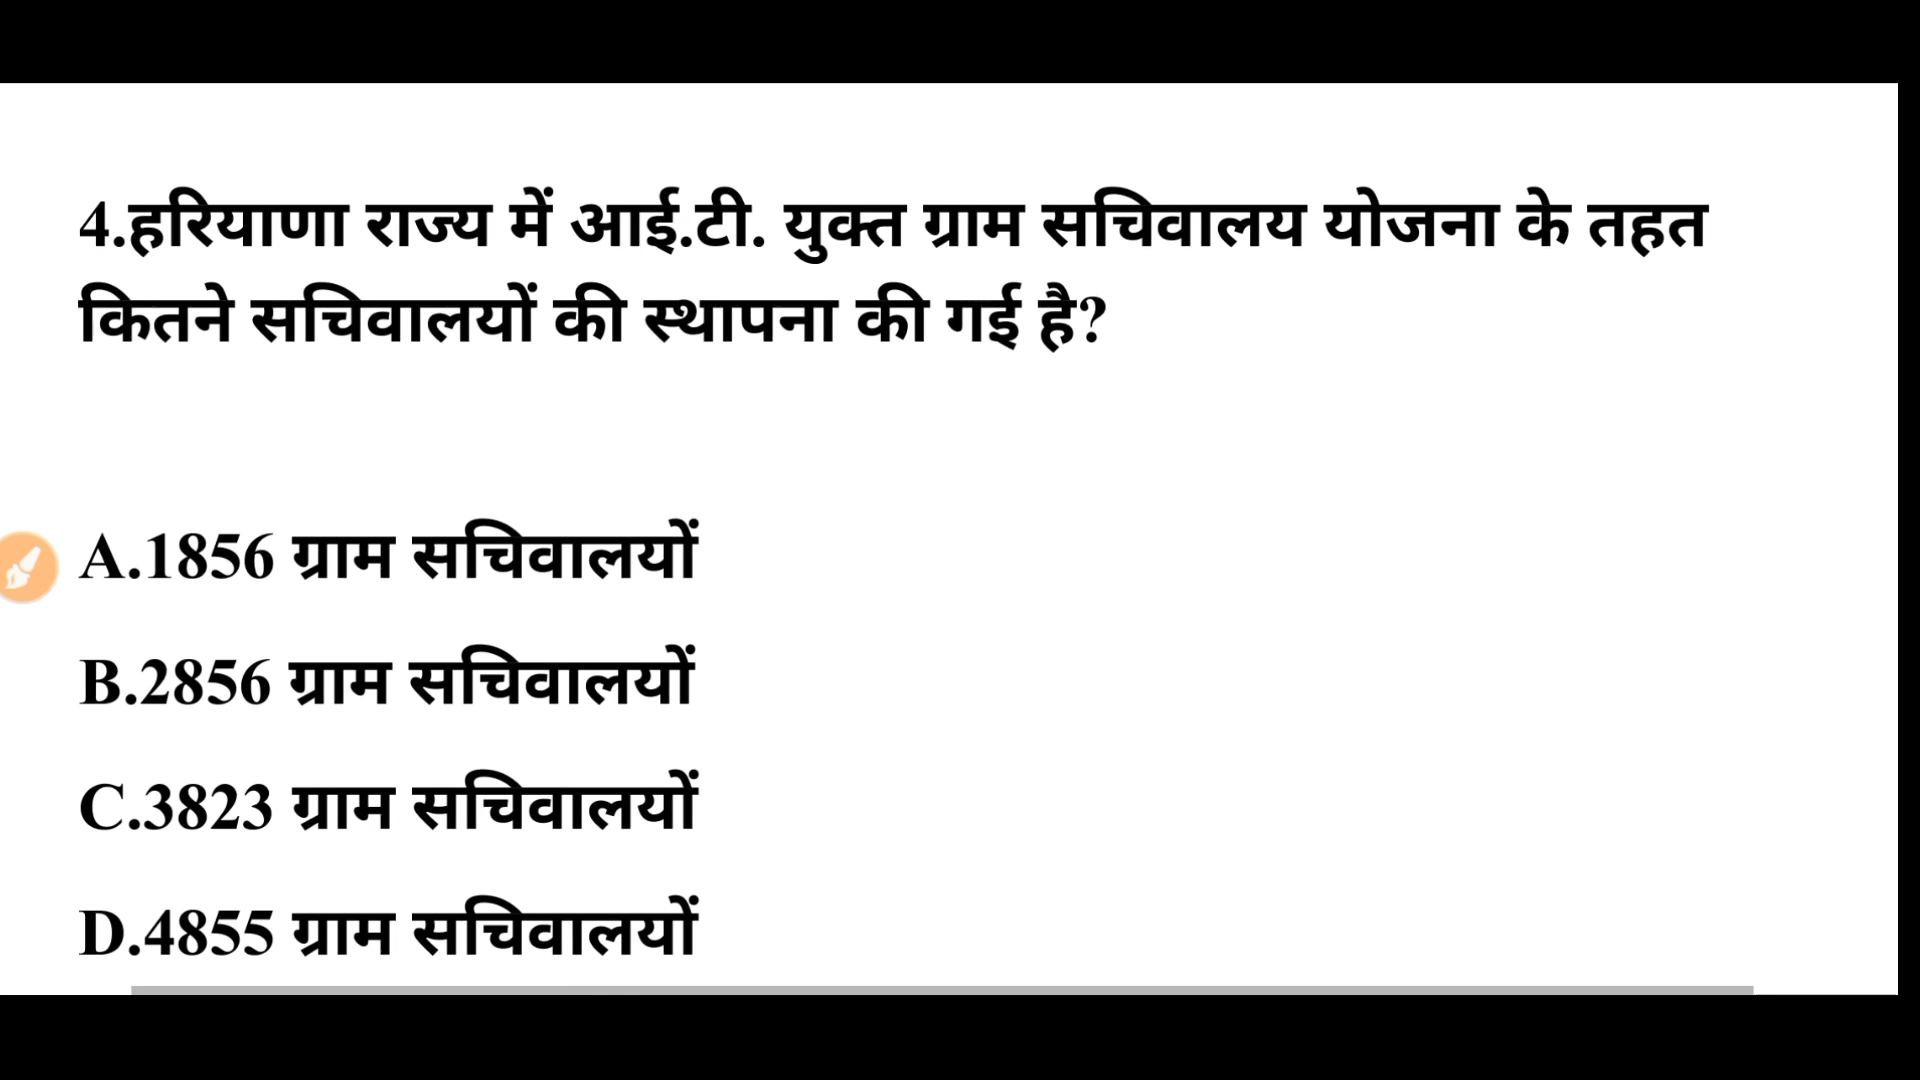 4.हरियाणा राज्य में आई.टी. युक्त ग्राम सचिवालय योजना के तहत
कितने सचिवालयों की स्थापना की गई है?
A.1856 ग्राम सचिवालयों
B.2856 ग्राम सचिवालयों
C.3823 ग्राम सचिवालयों
D.4855 ग्राम सचिवालयों